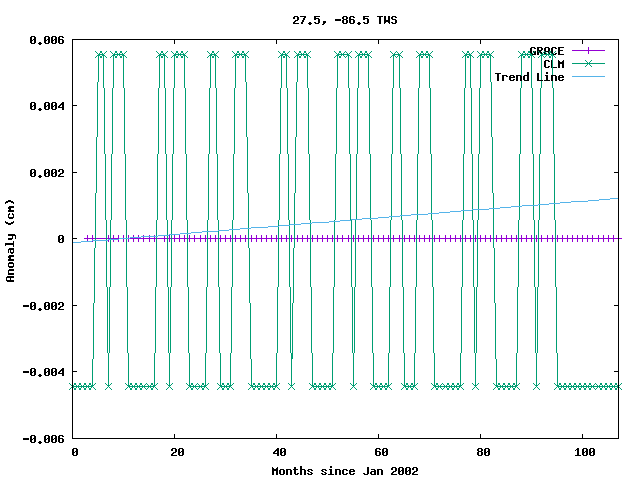 27.5, -86.5 TWS
GRACE
CLM
Trend Line
0.006
0.004
0.002
0
-0.002
-0.004
-0.006
Anomaly (cm)
0 20 40 60 80 100
Months since Jan 2002